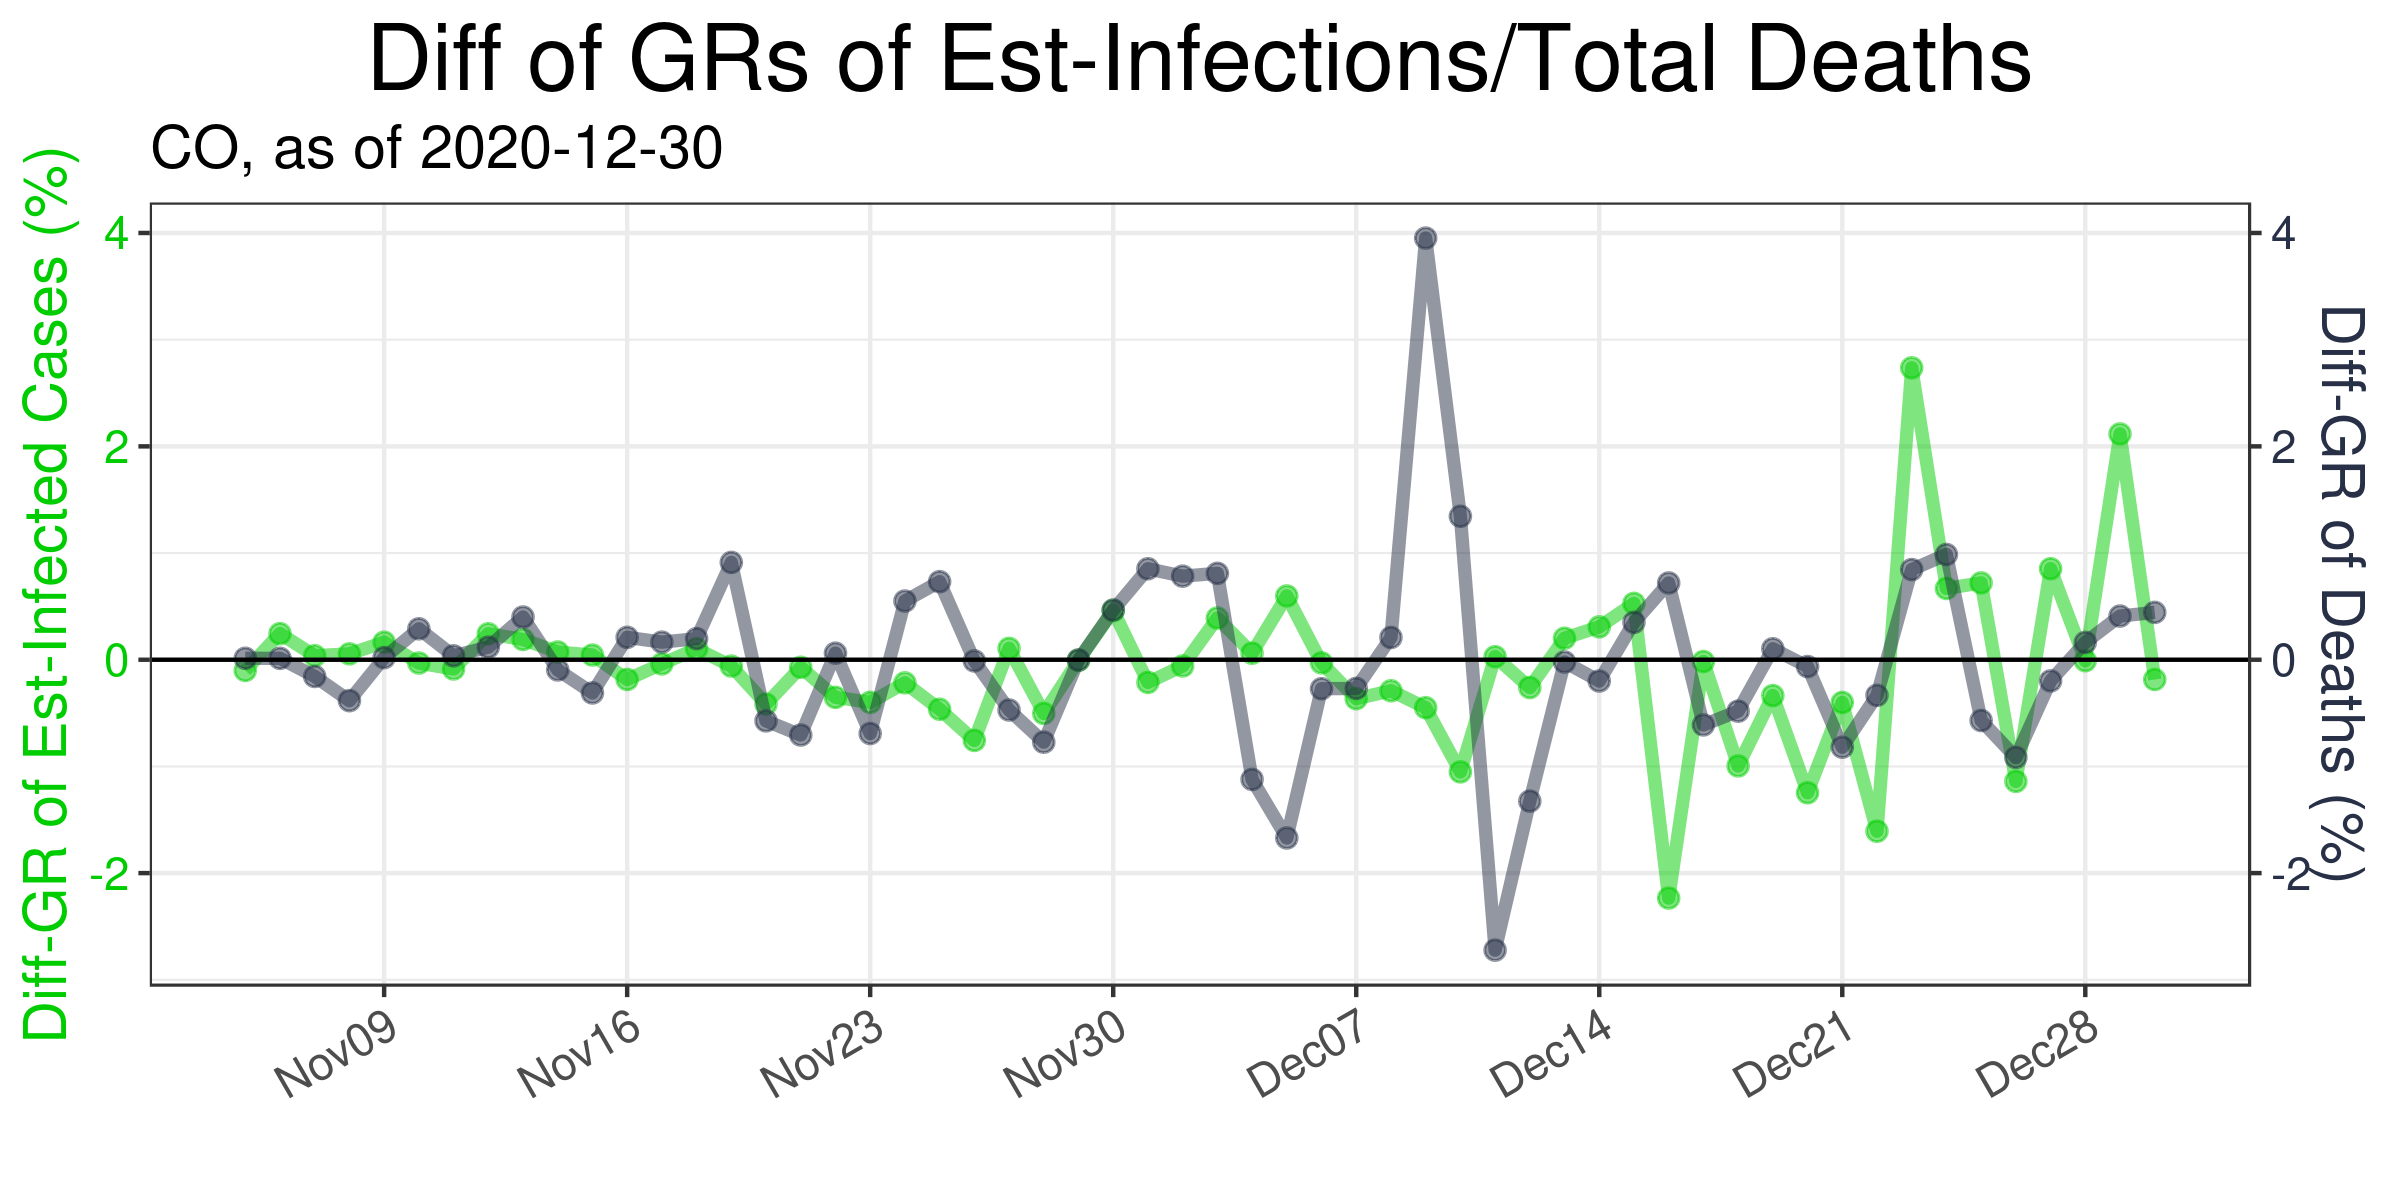 Diff of GRs of Est-Infections/Total Deaths
CO, as of 2020-12-30
Diff-GR of Est-Infected Cases (%)
4
2
0
-2
4
2
0
-2
Diff-GR of Deaths (%)
Nov09
Nov16
Nov23
Nov30
Dec07
Dec14
Dec21
Dec28